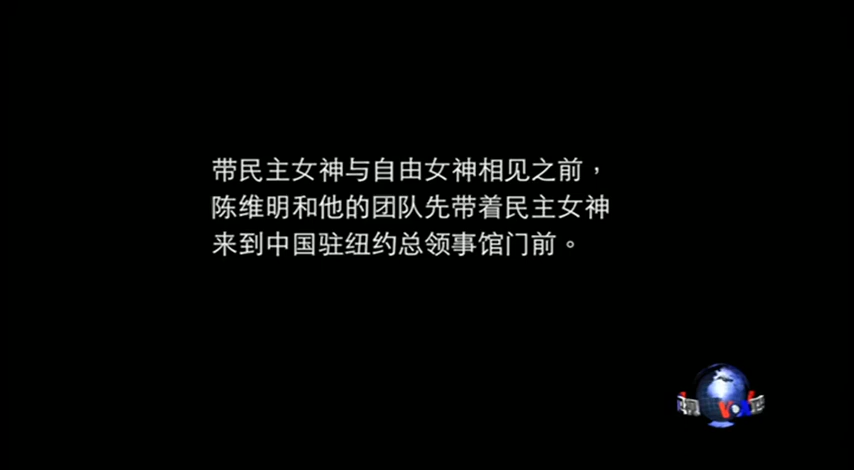 带民主女神与自由女神相见之前，
陈维明和他的团队先带着民主女神
来到中国驻纽约总领事馆门前。
VOA